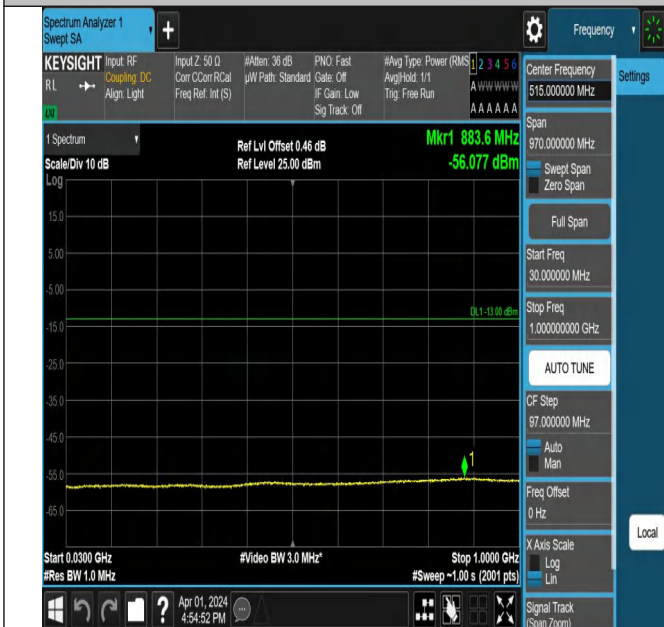 Spectrum Analyzer 1
Swept SA
Frequency
KEYSIGHT
RL
LXI
Input: RF
Coupling: DC
Align: Light
Input Z: 50 Ω
Corr CCorr RCal
Freq Ref: Int (S)
#Atten: 36 dB
µW Path: Standard
PNO: Fast
Gate: Off
IF Gain: Low
Sig Track: Off
#Avg Type: Power (RMS
Avg|Hold: 1/1
Trig: Free Run
1 2 3 4 5 6
A W W W W W
A A A A A A
1 Spectrum
Scale/Div 10 dB
Log
Ref Lvl Offset 0.46 dB
Ref Level 25.00 dBm
Mkr1 883.6 MHz
-56.077 dBm
15.0
5.00
-5.00
-15.0
-25.0
-35.0
-45.0
-55.0
-65.0
DL1 -13.00 dBm
1
Start 0.0300 GHz
#Res BW 1.0 MHz
#Video BW 3.0 MHz*
Stop 1.0000 GHz
#Sweep ~1.00 s (2001 pts)
Center Frequency
515.000000 MHz
Settings
Span
970.000000 MHz
Swept Span
Zero Span
Full Span
Start Freq
30.000000 MHz
Stop Freq
1.000000000 GHz
AUTO TUNE
CF Step
97.000000 MHz
Auto
Man
Freq Offset
0 Hz
X Axis Scale
Log
Lin
Local
Signal Track
(Span Zoom)
?
Apr 01, 2024
4:54:52 PM